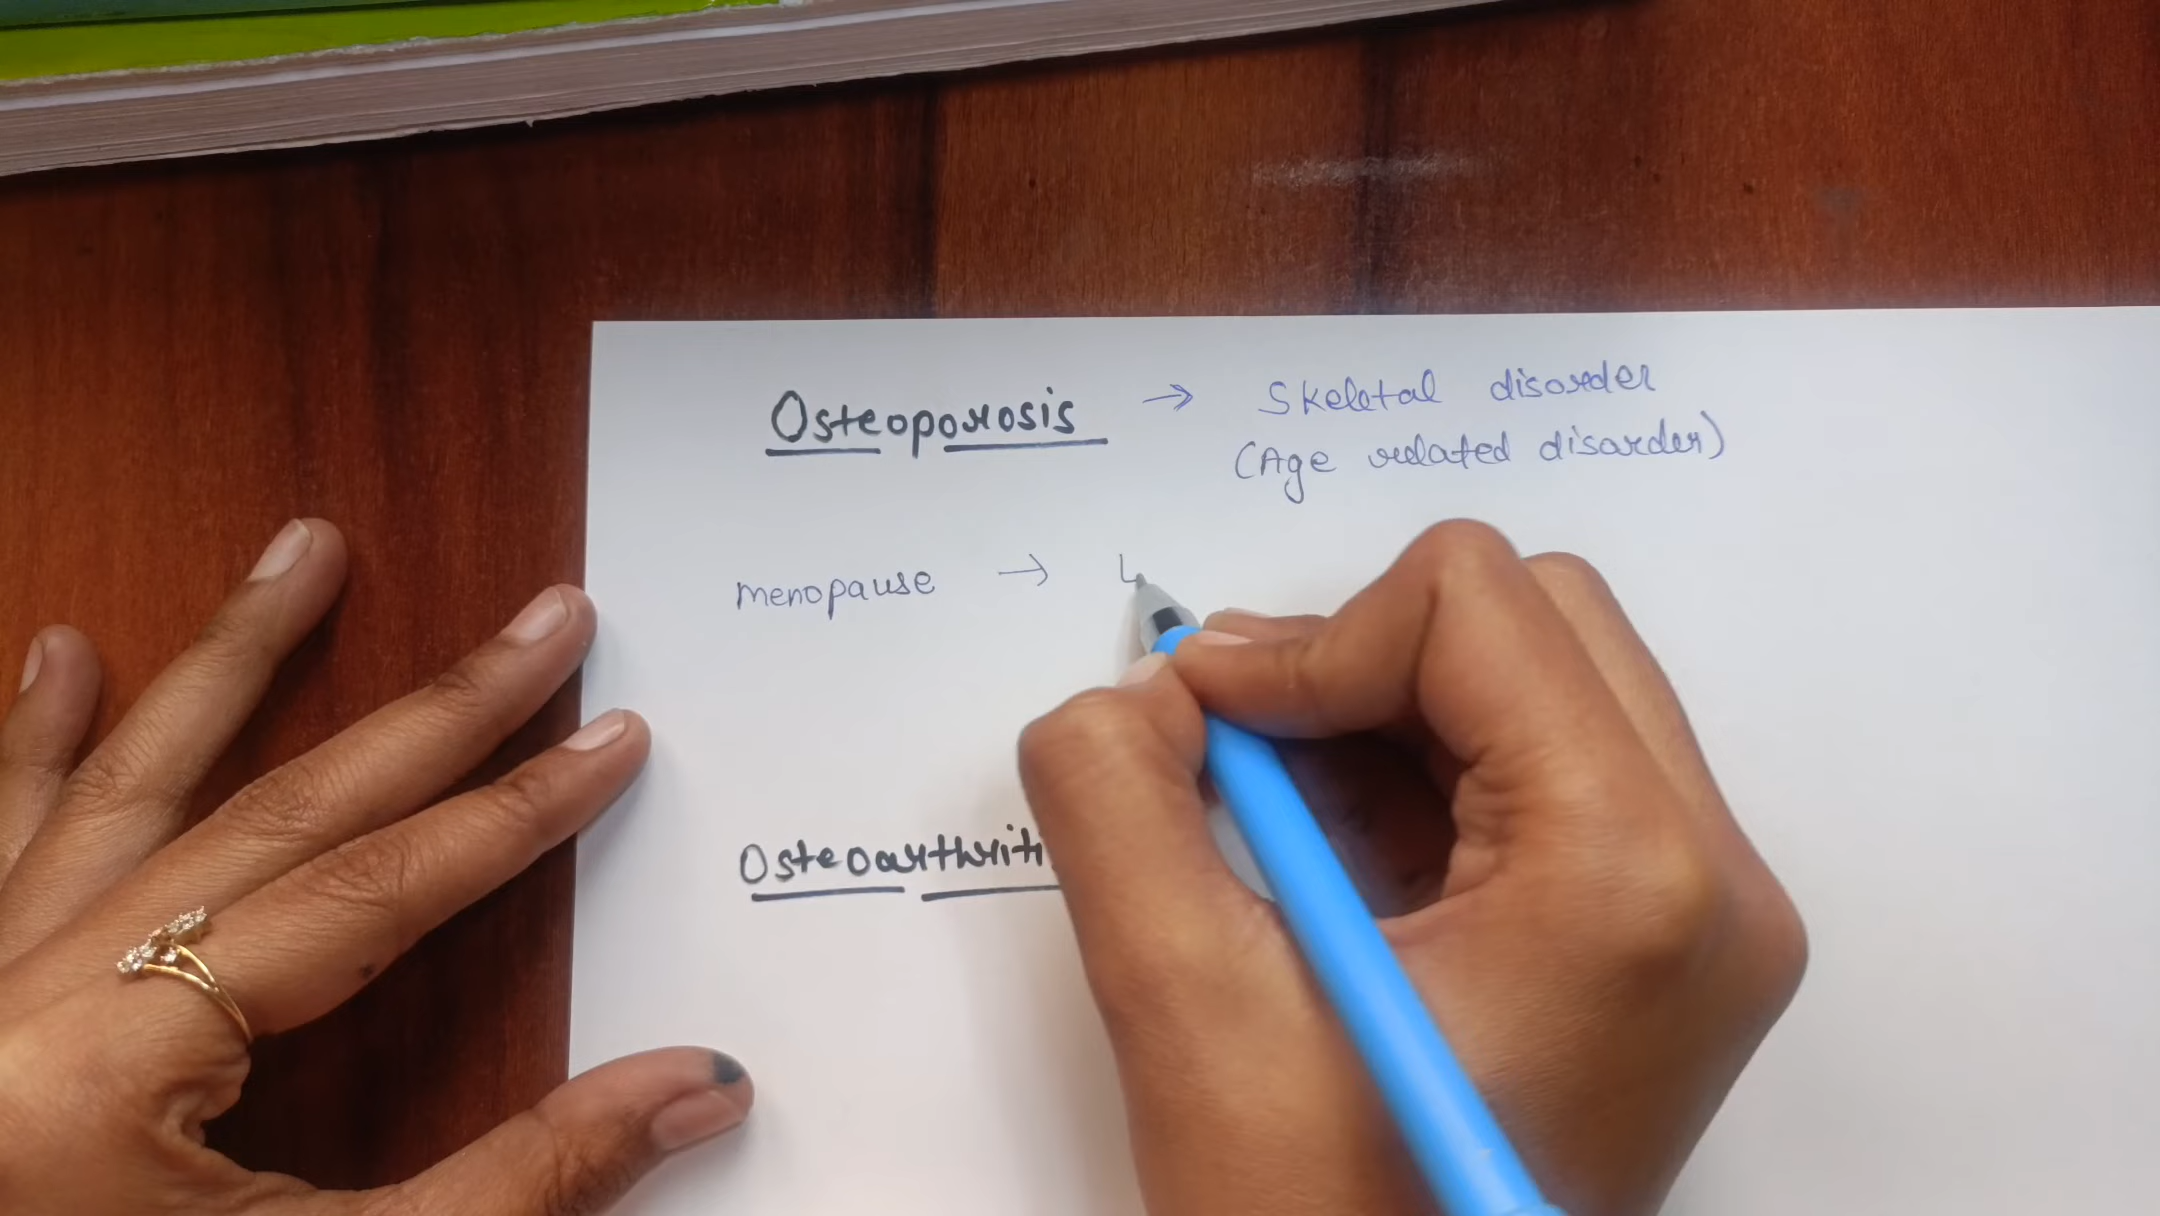 Osteoporosis → Skeletal disorder
(Age related disorder)
menopause →
Osteoarthriti